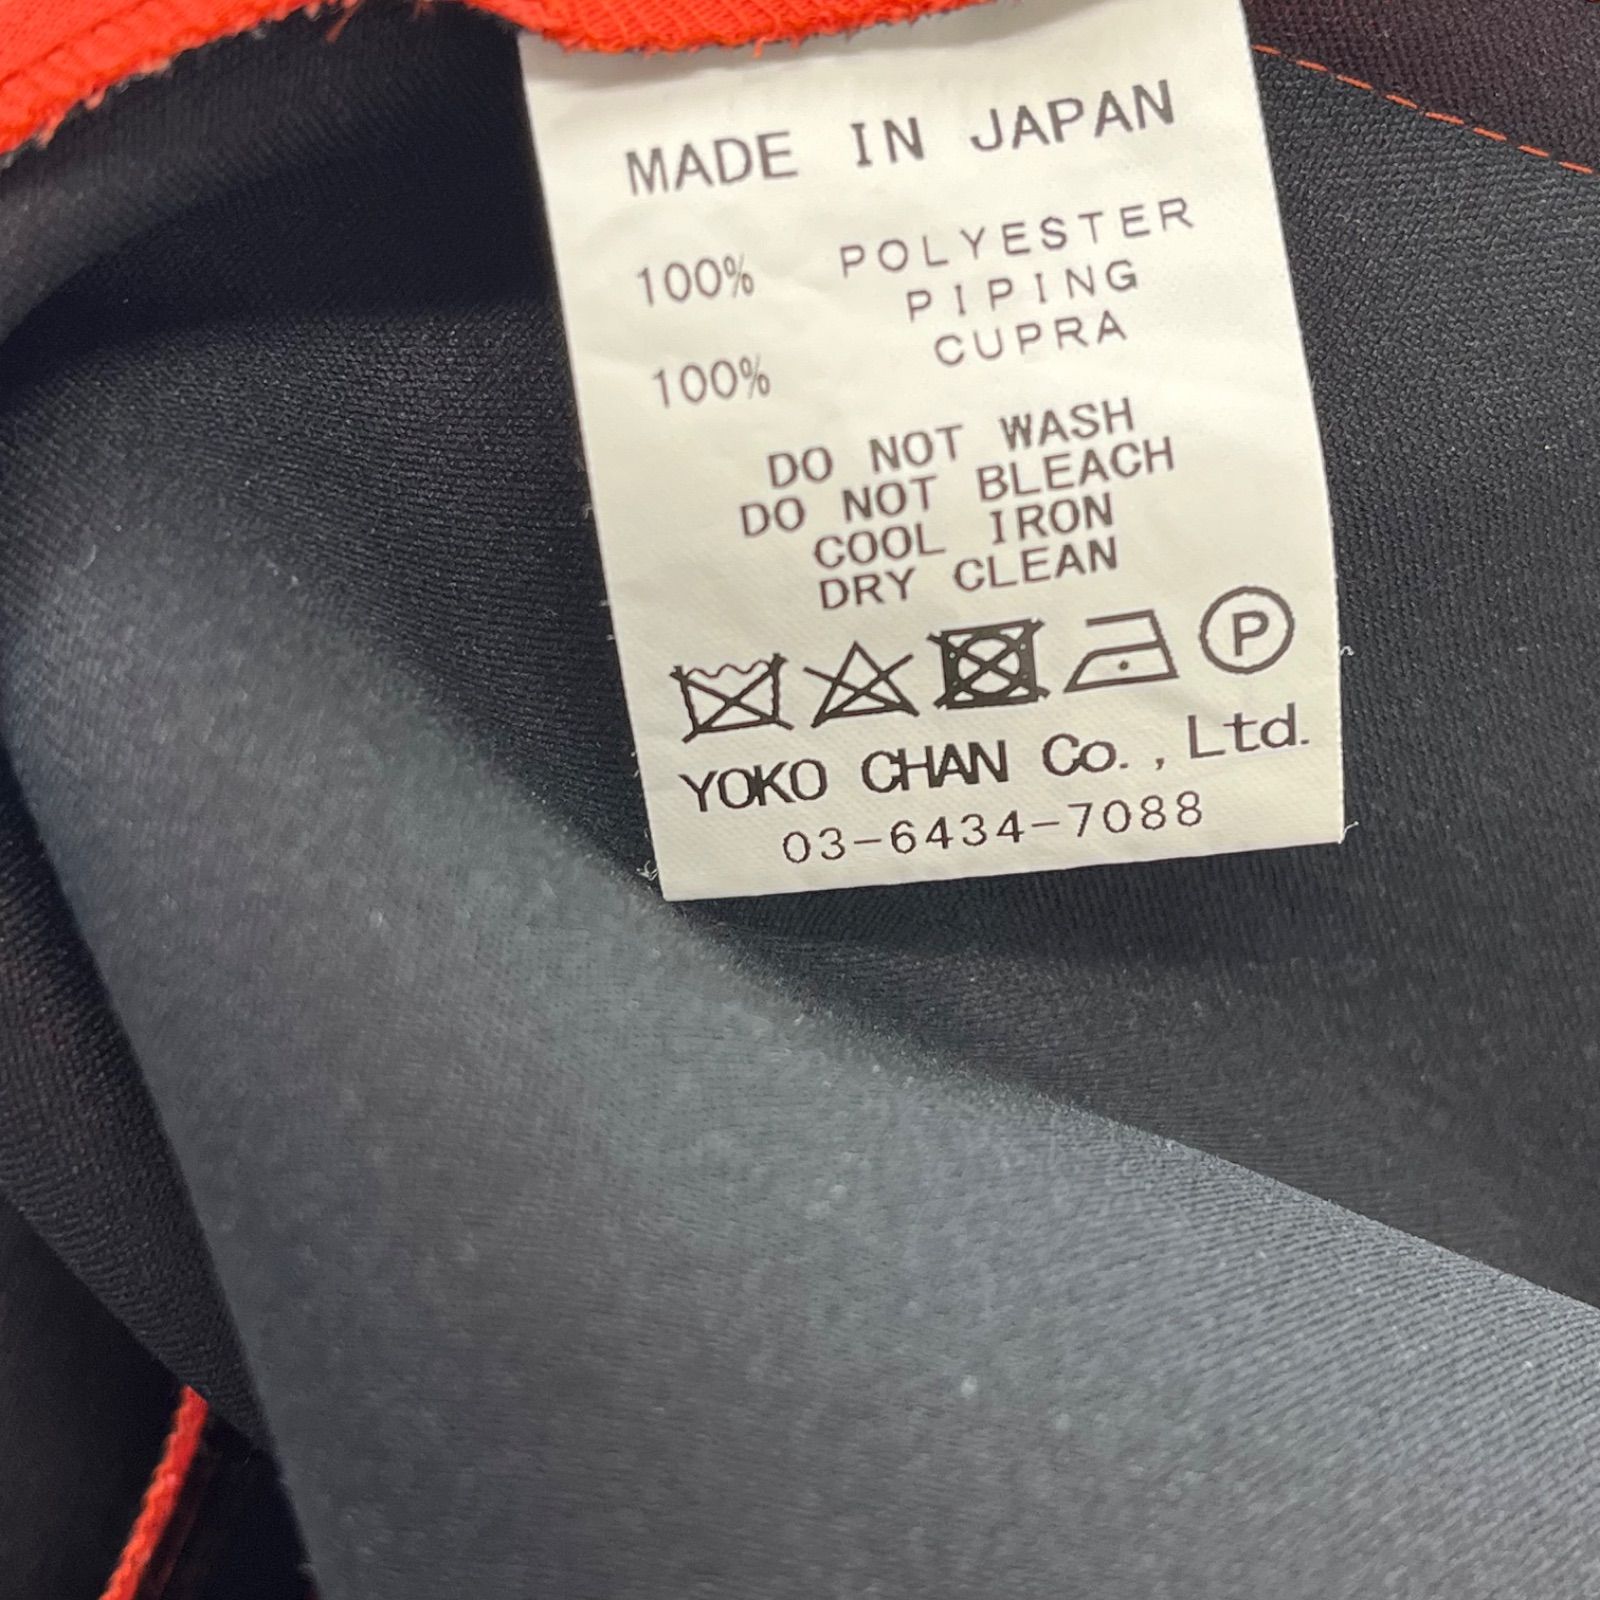 MADE IN JAPAN
100% POLYESTER
PIPING
100% CUPRA
DO NOT WASH
DO NOT BLEACH
COOL IRON
DRY CLEAN
P
YOKO CHAN Co., Ltd.
03-6434-7088